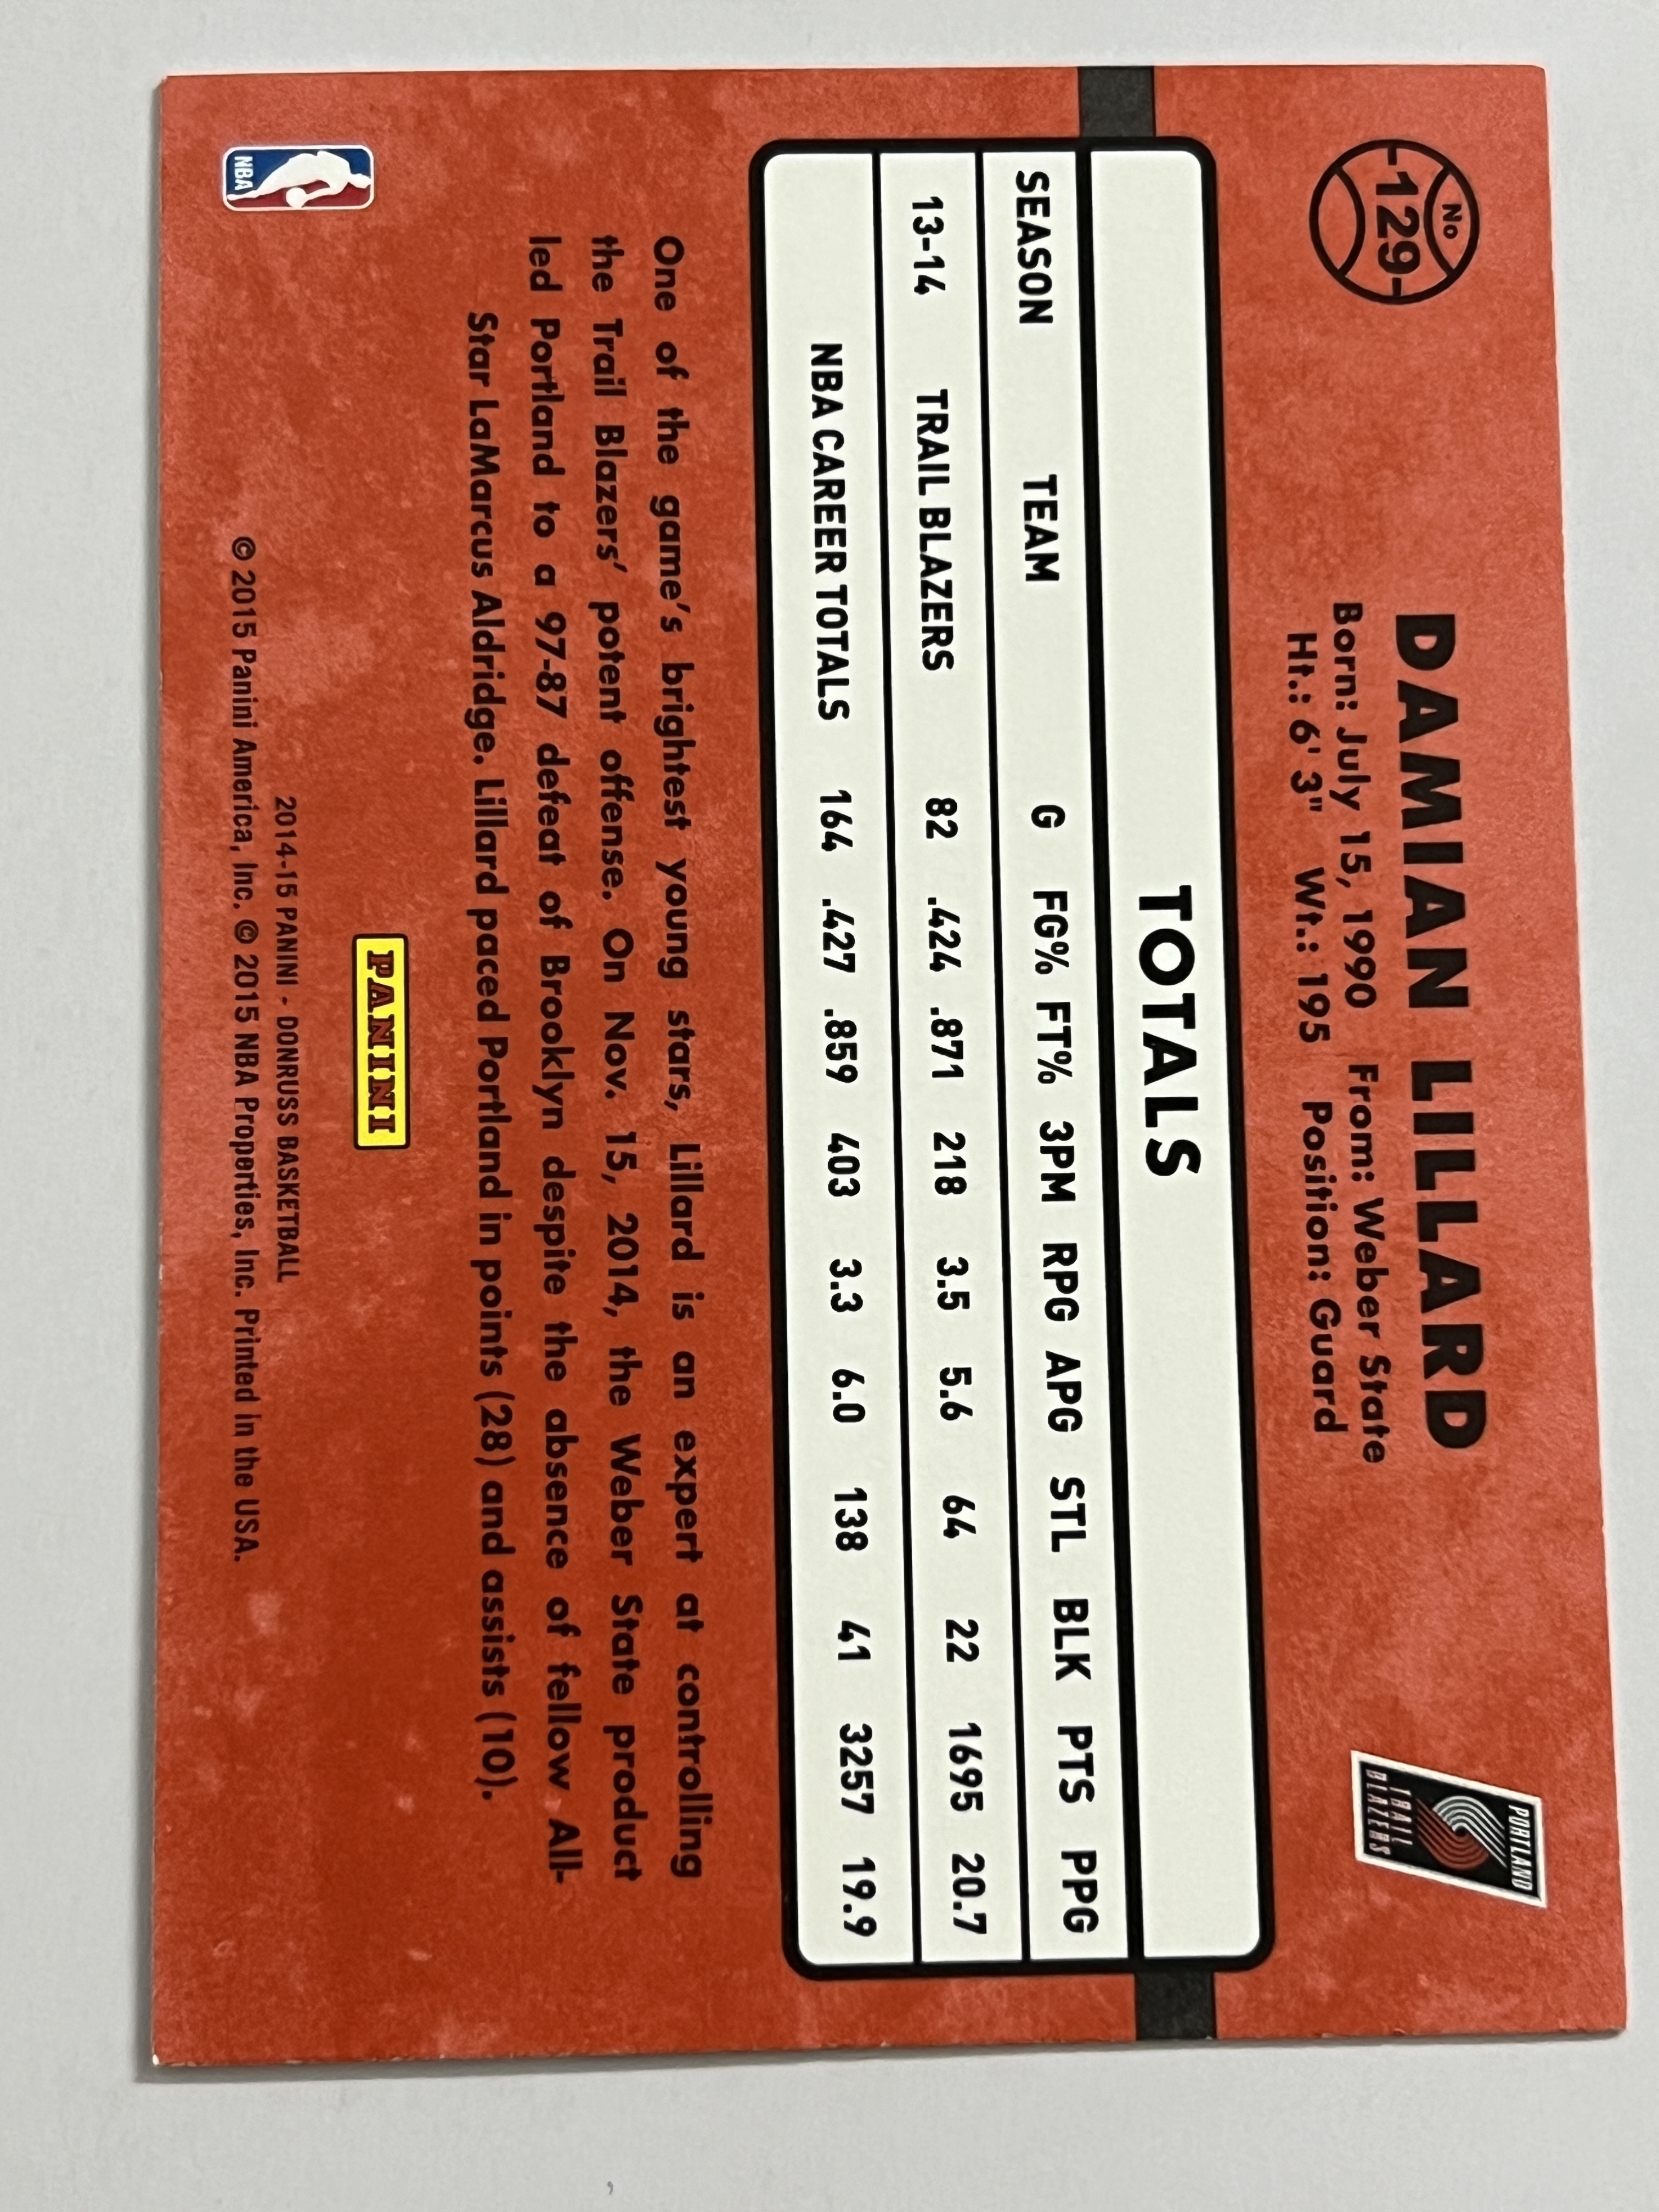 No
129
DAMIAN LILLARD
Born: July 15, 1990 From: Weber State
Ht.: 6' 3" Wt.: 195 Position: Guard
PORTLAND
TRAIL
BLAZERS
TOTALS
SEASON TEAM G FG% FT% 3PM RPG APG STL BLK PTS PPG
13-14 TRAIL BLAZERS 82 .424 .871 218 3.5 5.6 64 22 1695 20.7
NBA CAREER TOTALS 164 .427 .859 403 3.3 6.0 138 41 3257 19.9
One of the game's brightest young stars, Lillard is an expert at controlling
the Trail Blazers' potent offense. On Nov. 15, 2014, the Weber State product
led Portland to a 97-87 defeat of Brooklyn despite the absence of fellow All-
Star LaMarcus Aldridge. Lillard paced Portland in points (28) and assists (10).
PANINI
2014-15 PANINI - DONRUSS BASKETBALL
© 2015 Panini America, Inc. © 2015 NBA Properties, Inc. Printed in the USA.
NBA